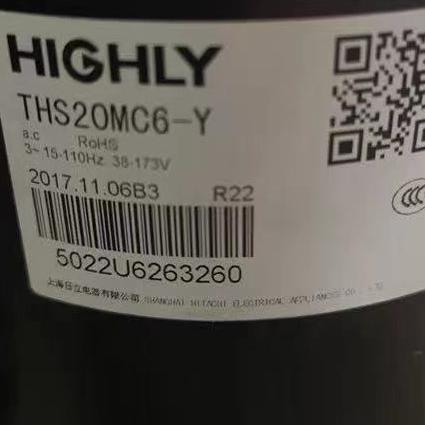 HIGHLY
THS20MC6-Y
a.c RoHS
3~ 15-110Hz 38-173V
2017.11.06B3 R22
CCC
5022U6263260
上海日立电器有限公司 SHANGHAI HITACHI ELECTRICAL APPLIANCES CO., LTD